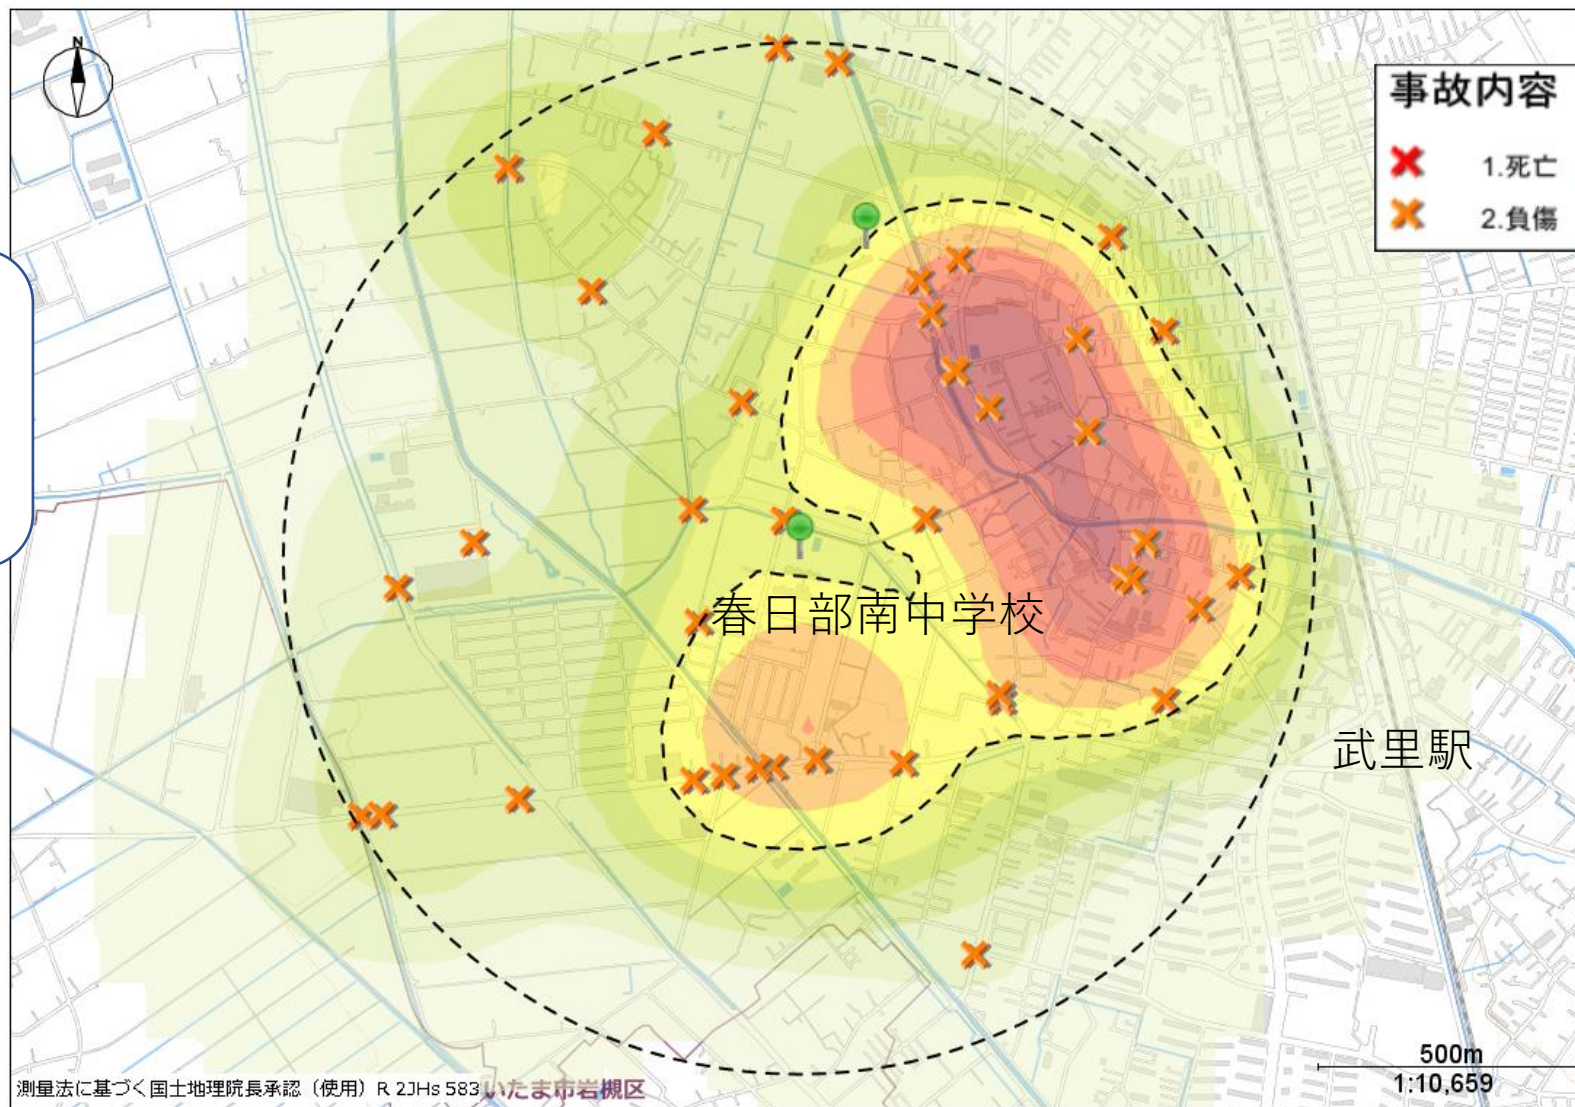 N
事故内容
1.死亡
2.負傷
春日部南中学校
武里駅
500m
1:10,659
測量法に基づく国土地理院長承認（使用）R 2JHs 583
いたま市岩槻区